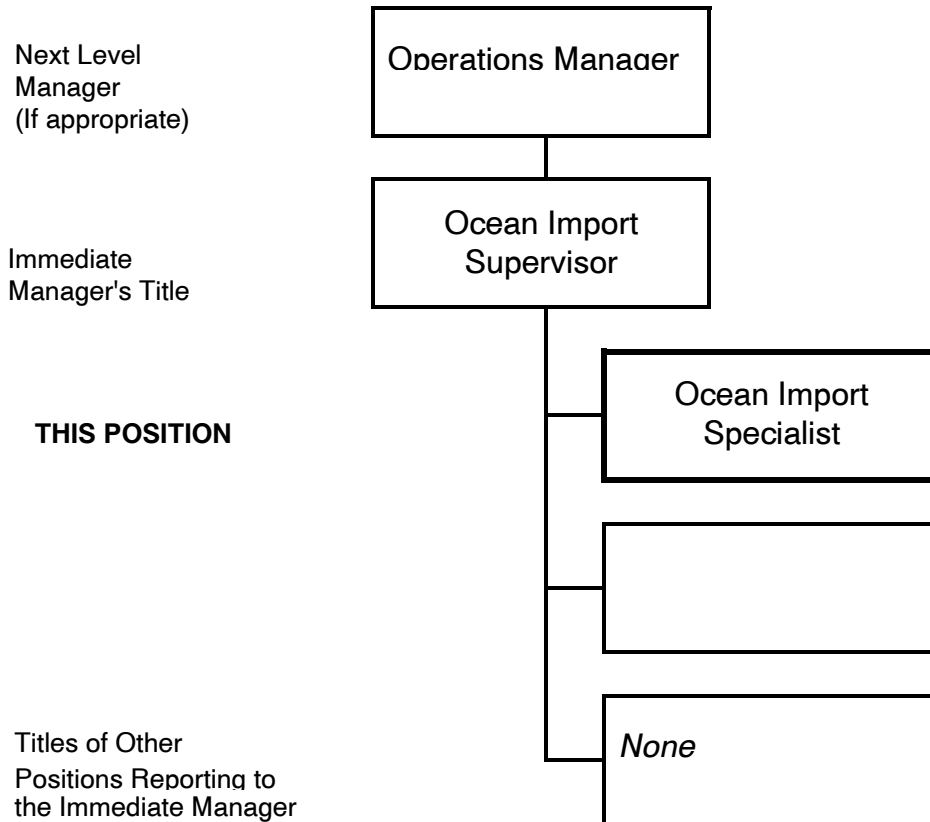 Next Level
Manager
(If appropriate)
Operations Manager
Ocean Import
Supervisor
Immediate
Manager's Title
Ocean Import
Specialist
THIS POSITION
None
Titles of Other
Positions Reporting to
the Immediate Manager